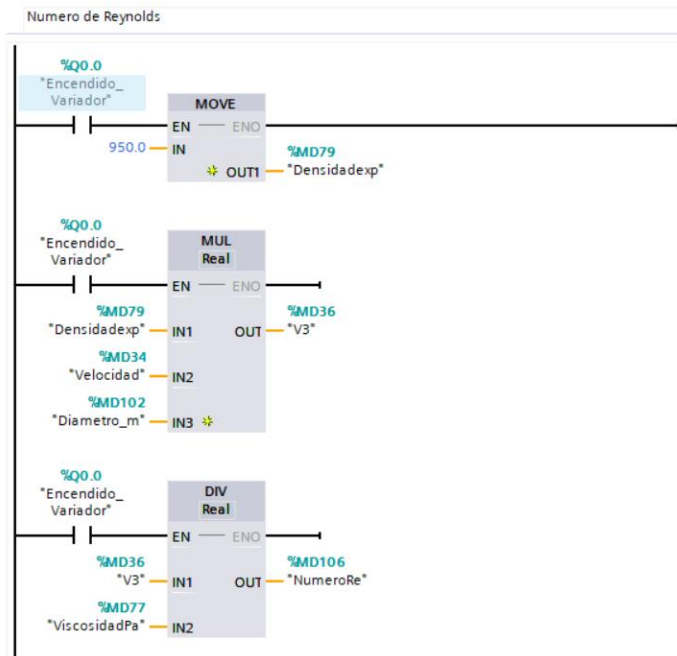 Numero de Reynolds
%Q0.0
"Encendido_
Variador"
MOVE
EN ENO
950.0 IN
%MD79
OUT1 "Densidadexp"
%Q0.0
"Encendido_
Variador"
MUL
Real
EN ENO
%MD79
"Densidadexp" IN1
%MD36
OUT "V3"
%MD34
"Velocidad" IN2
%MD102
"Diametro_m" IN3
%Q0.0
"Encendido_
Variador"
DIV
Real
EN ENO
%MD36
"V3" IN1
%MD106
OUT "NumeroRe"
%MD77
"ViscosidadPa" IN2